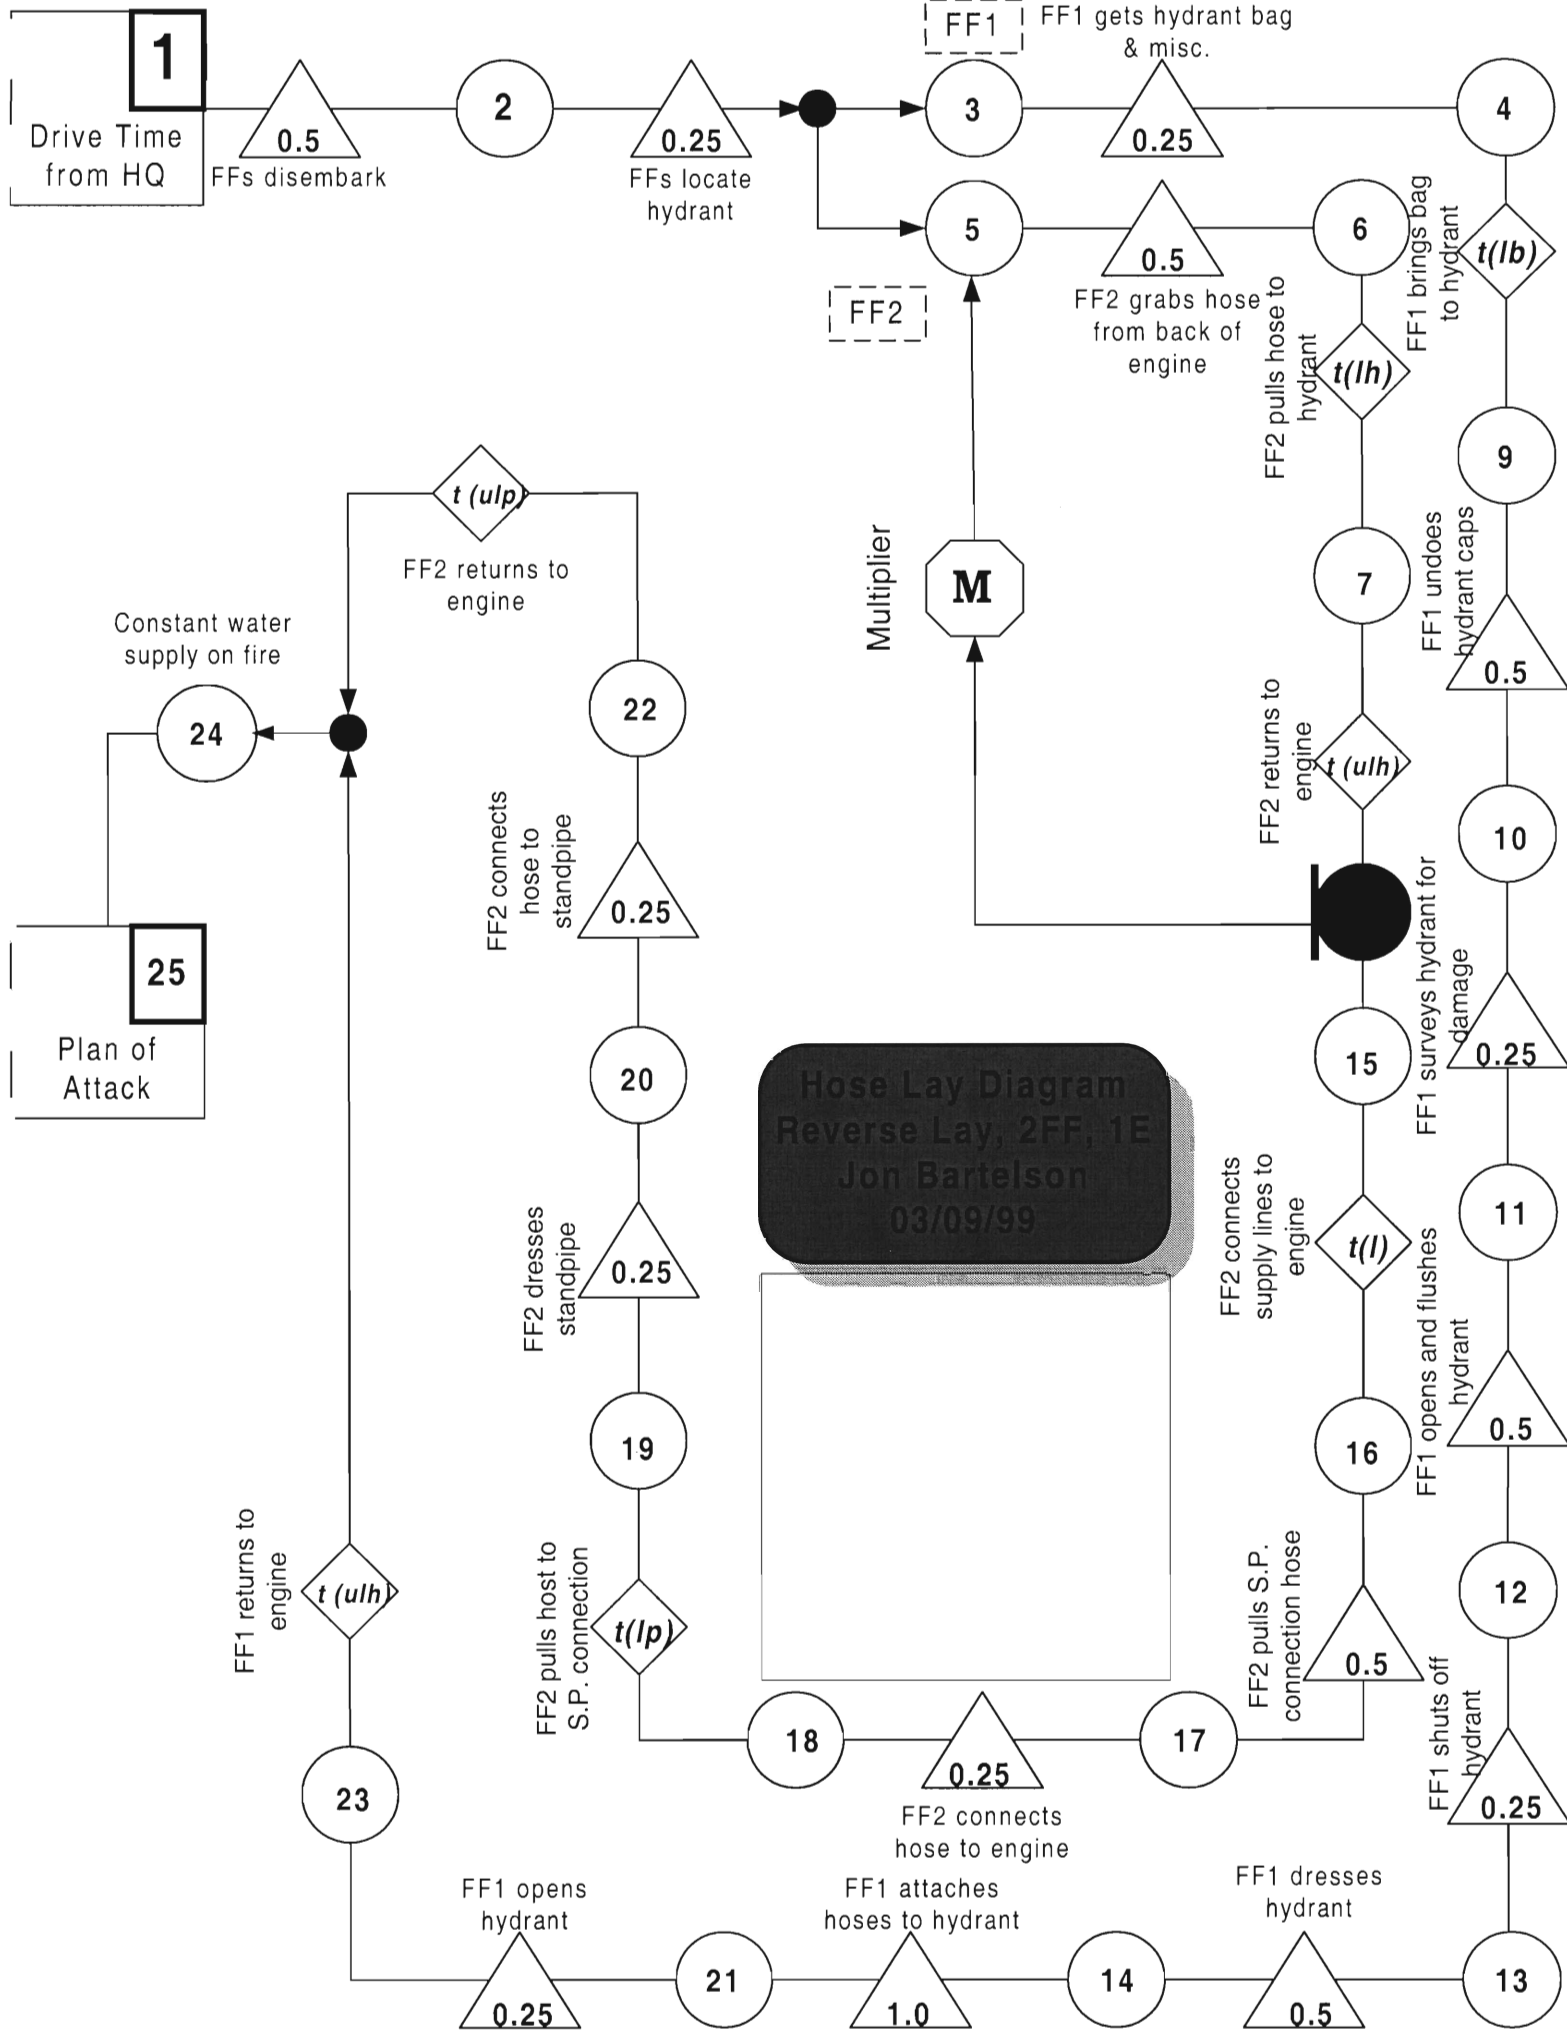 1
Drive Time
from HQ
0.5
FFs disembark
2
0.25
FFs locate
hydrant
FF1
3
FF1 gets hydrant bag
& misc.
0.25
4
5
FF2
0.5
FF2 grabs hose
from back of
engine
6
FF1 brings bag
to hydrant
t(lb)
FF2 pulls hose to
hydrant
t(lh)
9
7
FF1 undoes
hydrant caps
0.5
Multiplier
M
FF2 returns to
engine
t (ulh)
10
FF1 surveys hydrant for
damage
0.25
15
11
FF2 connects
supply lines to
engine
t(l)
FF1 opens and flushes
hydrant
0.5
16
12
FF2 pulls S.P.
connection hose
0.5
FF1 shuts off
hydrant
0.25
17
0.25
FF2 connects
hose to engine
18
FF2 pulls host to
S.P. connection
t(lp)
19
FF2 dresses
standpipe
0.25
20
FF2 connects
hose to
standpipe
0.25
22
t (ulp)
FF2 returns to
engine
Constant water
supply on fire
24
25
Plan of
Attack
Hose Lay Diagram
Reverse Lay, 2FF, 1E
Jon Bartelson
03/09/99
FF1 returns to
engine
t (ulh)
23
FF1 opens
hydrant
0.25
21
FF1 attaches
hoses to hydrant
1.0
14
FF1 dresses
hydrant
0.5
13